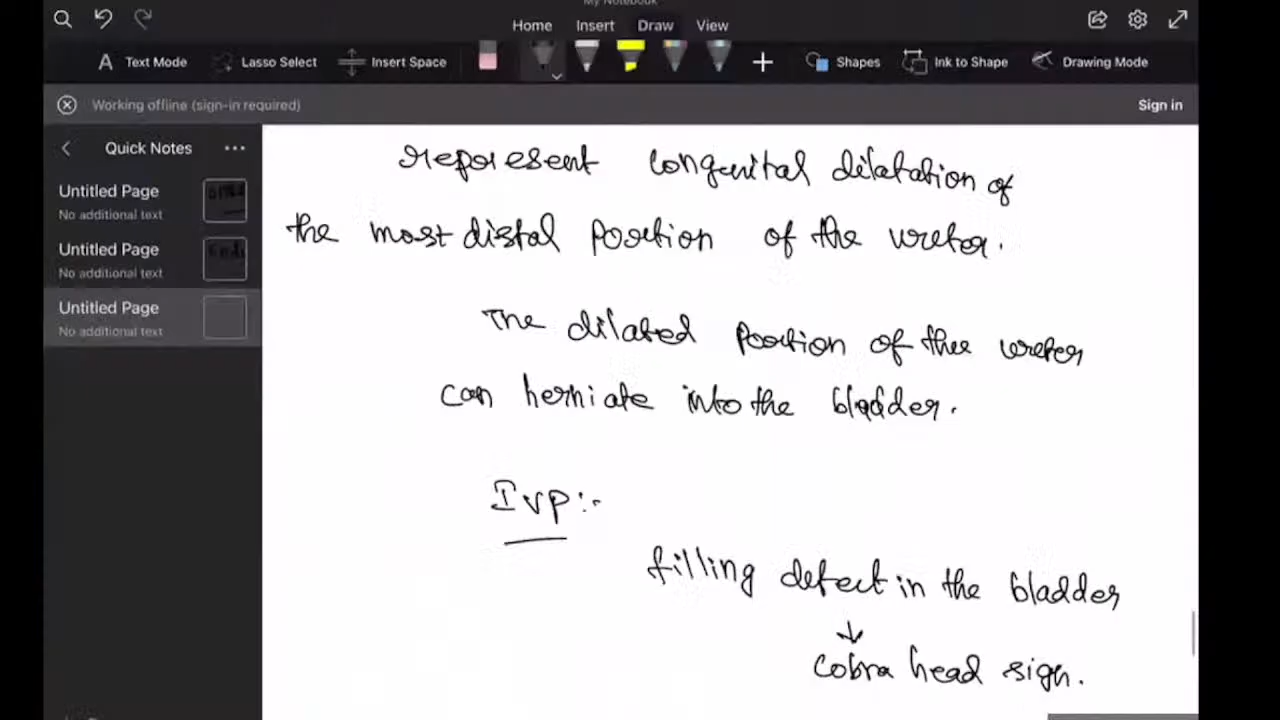 My Notebook
Home Insert Draw View
Text Mode Lasso Select Insert Space Shapes Ink to Shape Drawing Mode
Working offline (sign-in required) Sign in
Quick Notes
Untitled Page
No additional text
Untitled Page
No additional text
Untitled Page
No additional text
represent congenital dilatation of
the most distal portion of the ureter.
The dilated portion of the ureter
can herniate into the bladder.
IVP:-
filling defect in the bladder
↓
cobra head sign.